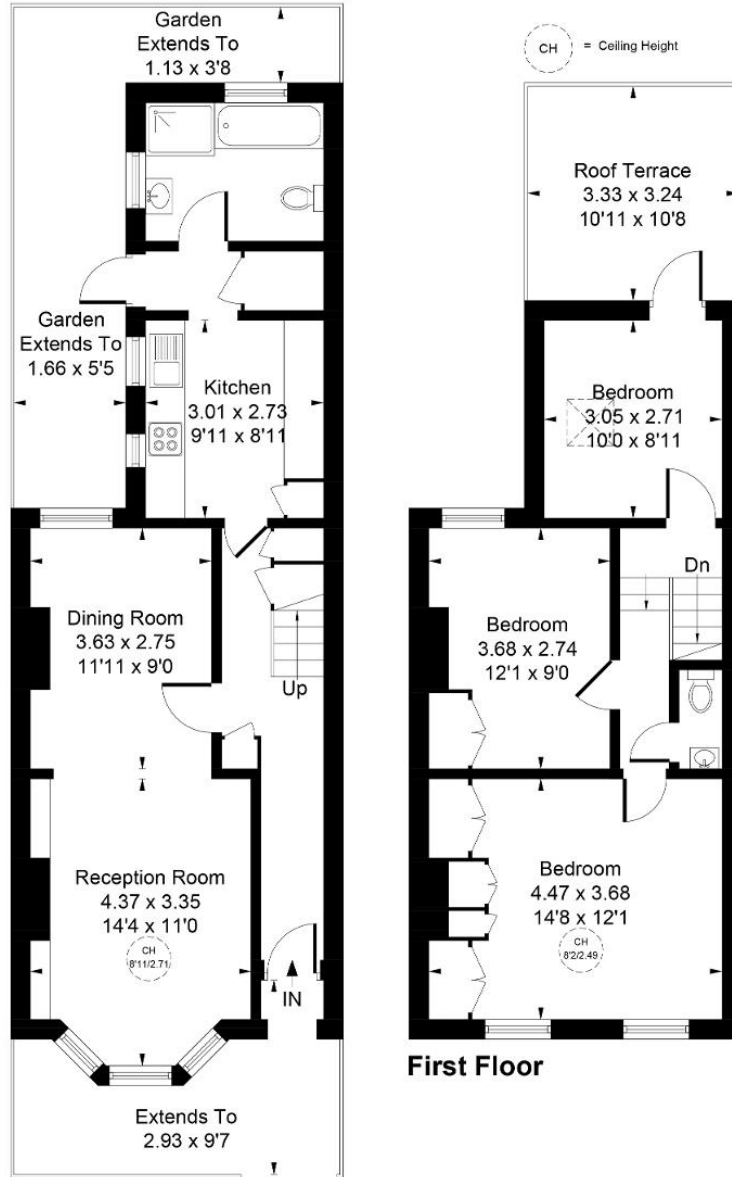 Garden
Extends To
1.13 x 3'8
CH
= Ceiling Height
Roof Terrace
3.33 x 3.24
10'11 x 10'8
Garden
Extends To
1.66 x 5'5
Kitchen
3.01 x 2.73
9'11 x 8'11
Bedroom
3.05 x 2.71
10'0 x 8'11
Dining Room
3.63 x 2.75
11'11 x 9'0
Up
Bedroom
3.68 x 2.74
12'1 x 9'0
Dn
Reception Room
4.37 x 3.35
14'4 x 11'0
CH
8'11/2.71
IN
Bedroom
4.47 x 3.68
14'8 x 12'1
CH
8'2/2.49
First Floor
Extends To
2.93 x 9'7